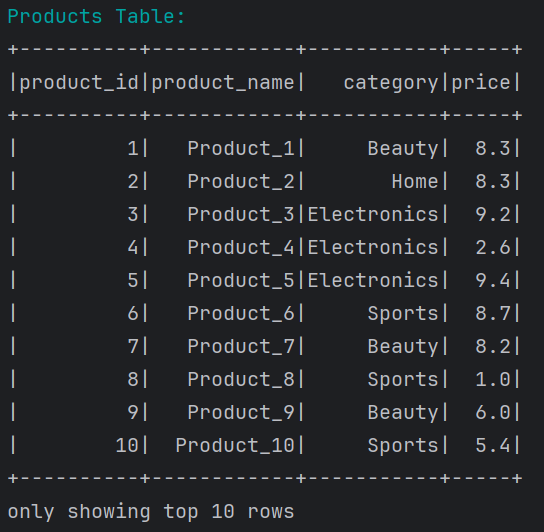 Products Table:
+----------+------------+-----------+-----+
|product_id|product_name|   category|price|
+----------+------------+-----------+-----+
|         1|   Product_1|     Beauty|  8.3|
|         2|   Product_2|       Home|  8.3|
|         3|   Product_3|Electronics|  9.2|
|         4|   Product_4|Electronics|  2.6|
|         5|   Product_5|Electronics|  9.4|
|         6|   Product_6|     Sports|  8.7|
|         7|   Product_7|     Beauty|  8.2|
|         8|   Product_8|     Sports|  1.0|
|         9|   Product_9|     Beauty|  6.0|
|        10|  Product_10|     Sports|  5.4|
+----------+------------+-----------+-----+
only showing top 10 rows